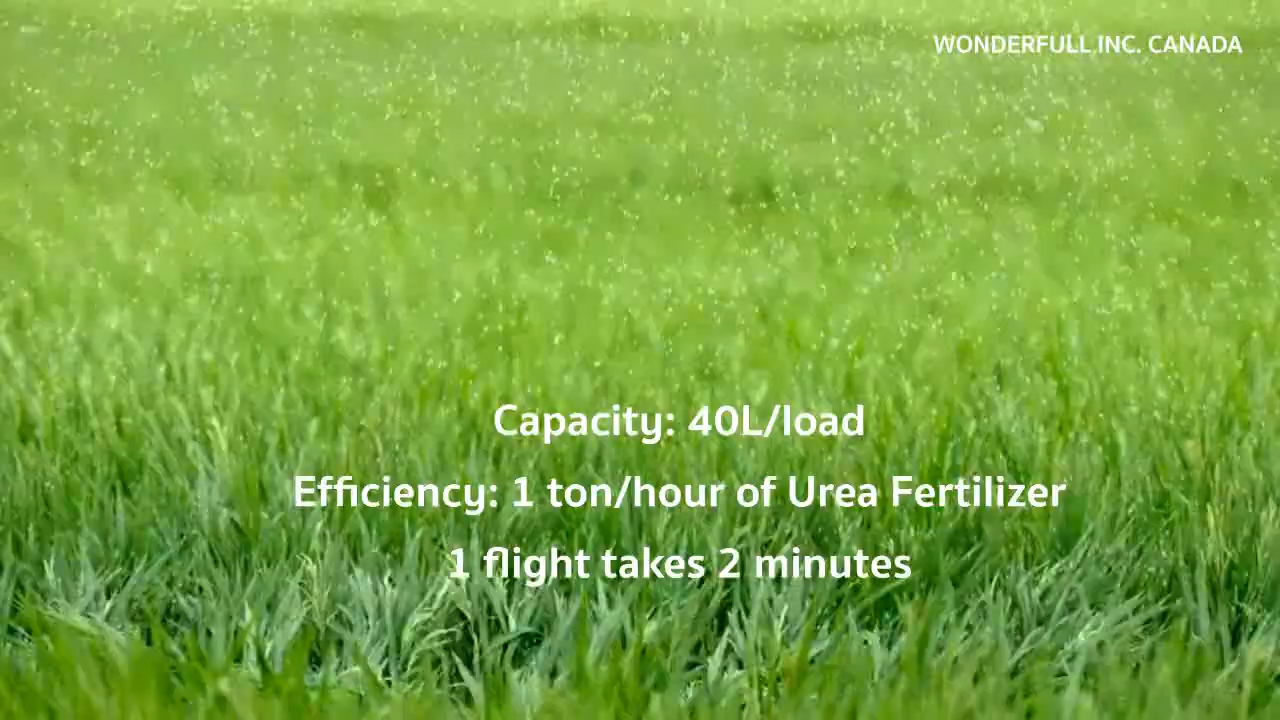 WONDERFULL INC. CANADA
Capacity: 40L/load
Efficiency: 1 ton/hour of Urea Fertilizer
1 flight takes 2 minutes